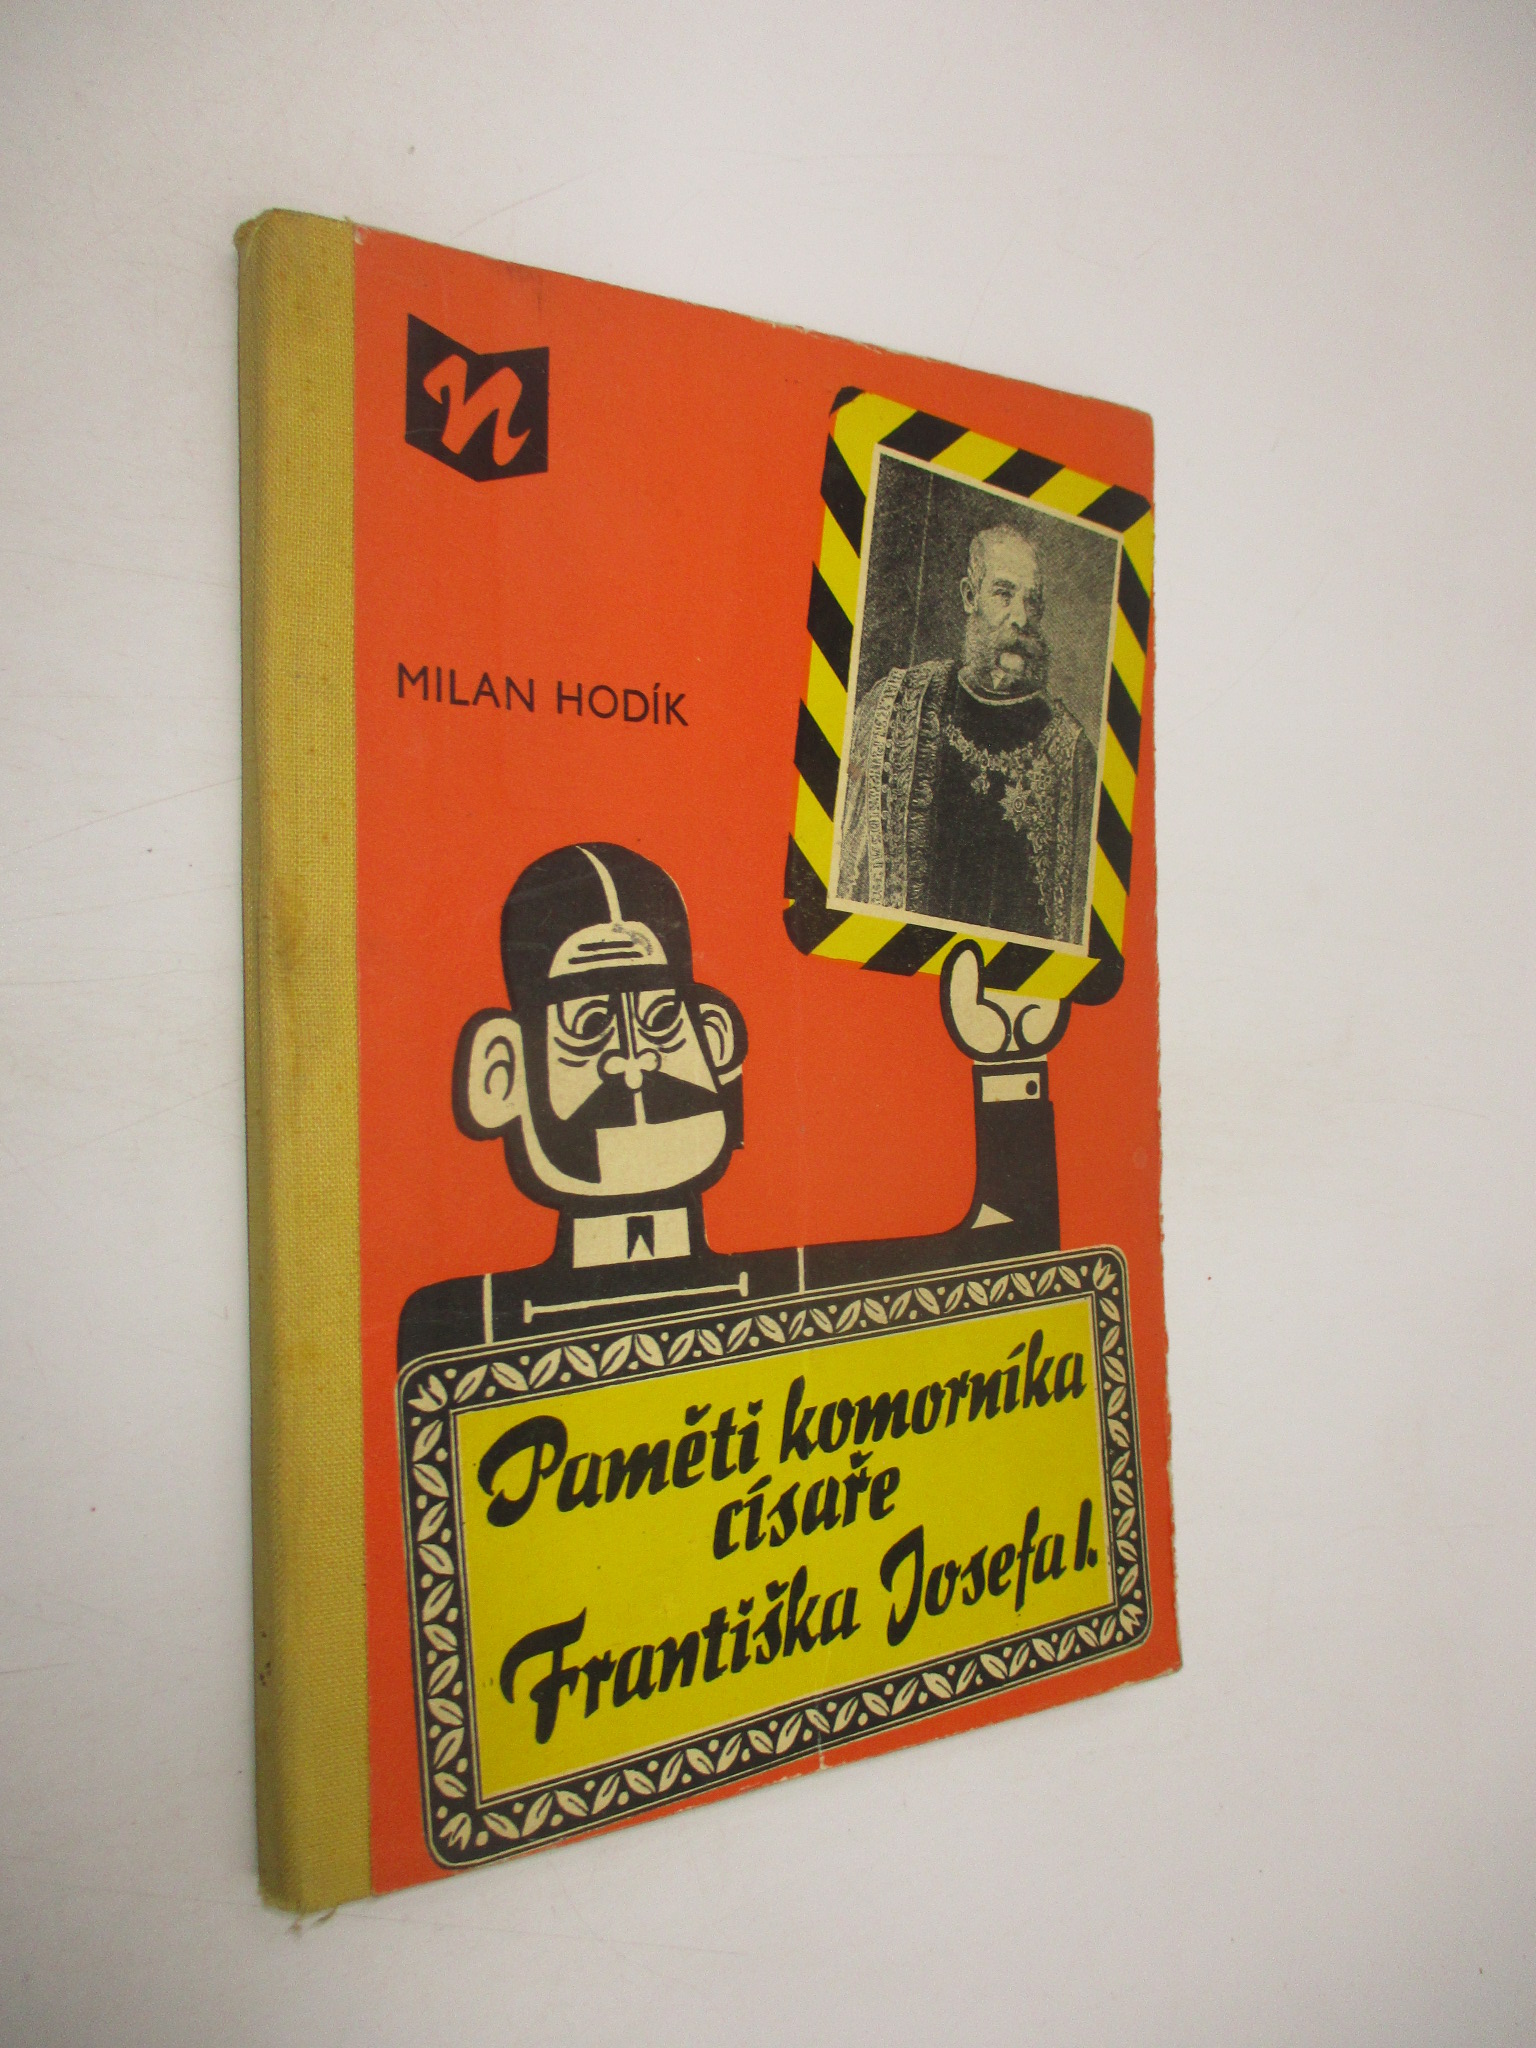 n
MILAN HODÍK
Paměti komorníka
císaře
Františka Josefa I.